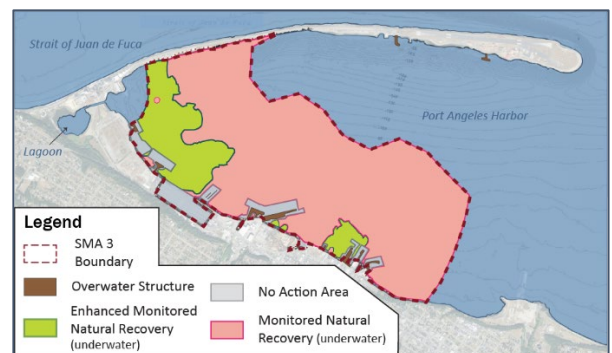 Strait of Juan de Fuca
Port Angeles Harbor
Lagoon
Legend
SMA 3
Boundary
Overwater Structure
No Action Area
Enhanced Monitored
Natural Recovery
(underwater)
Monitored Natural
Recovery (underwater)